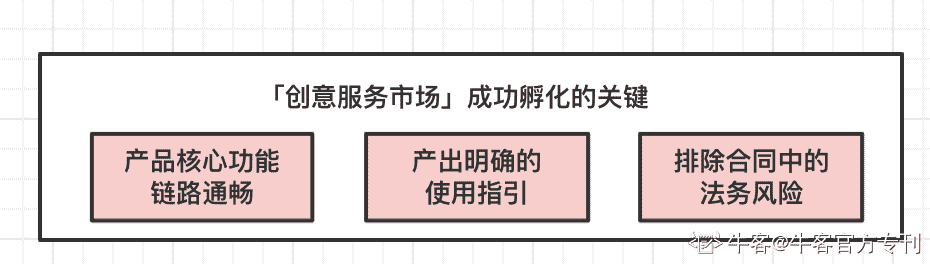 「创意服务市场」成功孵化的关键
产品核心功能
链路通畅
产出明确的
使用指引
排除合同中的
法务风险
牛客@牛客官方专刊